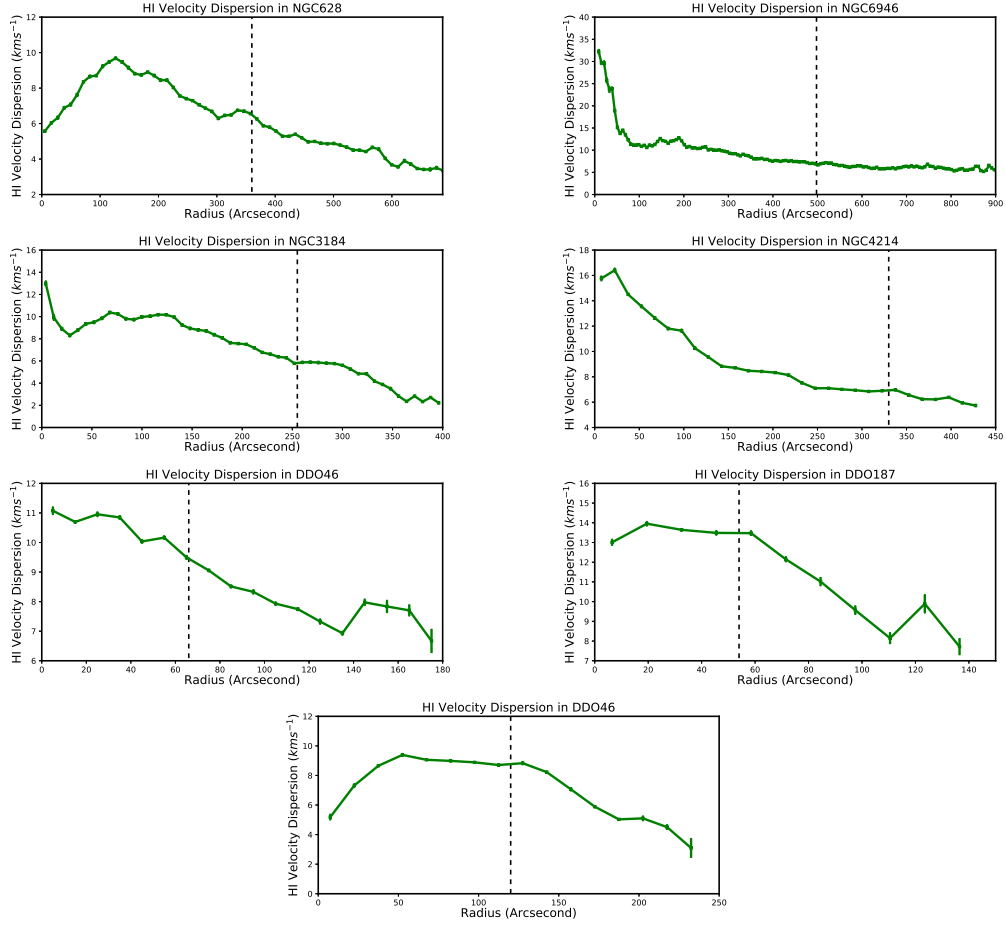 HI Velocity Dispersion in NGC628
HI Velocity Dispersion (kms⁻¹)
12
10
8
6
4
2
0 100 200 300 400 500 600
Radius (Arcsecond)
HI Velocity Dispersion in NGC6946
HI Velocity Dispersion (kms⁻¹)
40
35
30
25
20
15
10
5
0
0 100 200 300 400 500 600 700 800 900
Radius (Arcsecond)
HI Velocity Dispersion in NGC3184
HI Velocity Dispersion (kms⁻¹)
16
14
12
10
8
6
4
2
0
0 50 100 150 200 250 300 350 400
Radius (Arcsecond)
HI Velocity Dispersion in NGC4214
HI Velocity Dispersion (kms⁻¹)
18
16
14
12
10
8
6
4
0 50 100 150 200 250 300 350 400 450
Radius (Arcsecond)
HI Velocity Dispersion in DDO46
HI Velocity Dispersion (kms⁻¹)
12
11
10
9
8
7
6
0 20 40 60 80 100 120 140 160 180
Radius (Arcsecond)
HI Velocity Dispersion in DDO187
HI Velocity Dispersion (kms⁻¹)
16
15
14
13
12
11
10
9
8
7
0 20 40 60 80 100 120 140
Radius (Arcsecond)
HI Velocity Dispersion in DDO46
HI Velocity Dispersion (kms⁻¹)
12
10
8
6
4
2
0
0 50 100 150 200 250
Radius (Arcsecond)